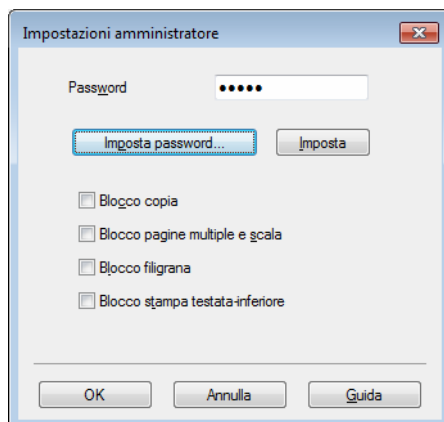 Impostazioni amministratore
Password •••••
Imposta password... Imposta
Blocco copia
Blocco pagine multiple e scala
Blocco filigrana
Blocco stampa testata-inferiore
OK Annulla Guida